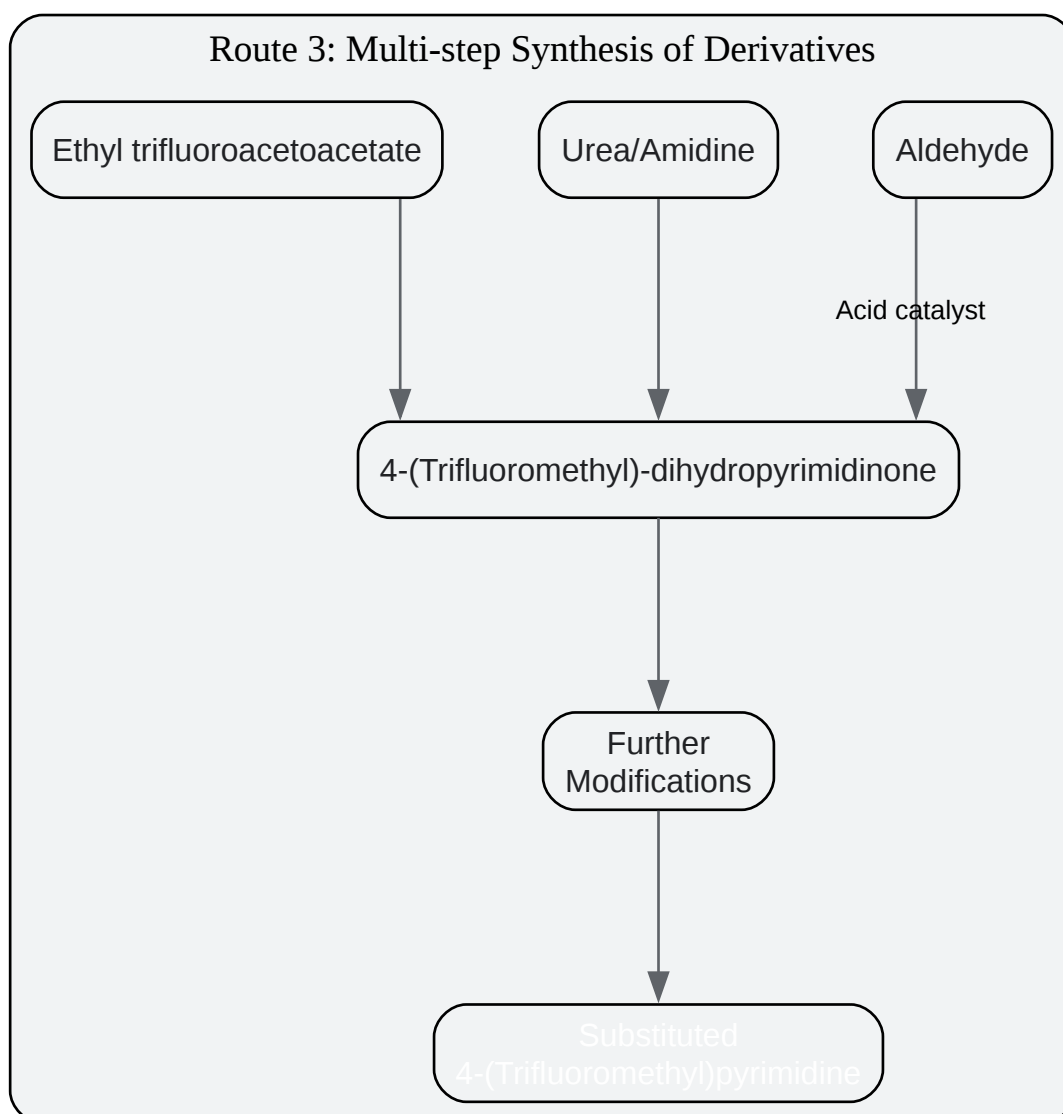 Route 3: Multi-step Synthesis of Derivatives
Ethyl trifluoroacetoacetate
Urea/Amidine
Aldehyde
Acid catalyst
4-(Trifluoromethyl)-dihydropyrimidinone
Further
Modifications
Substituted
4-(Trifluoromethyl)pyrimidine